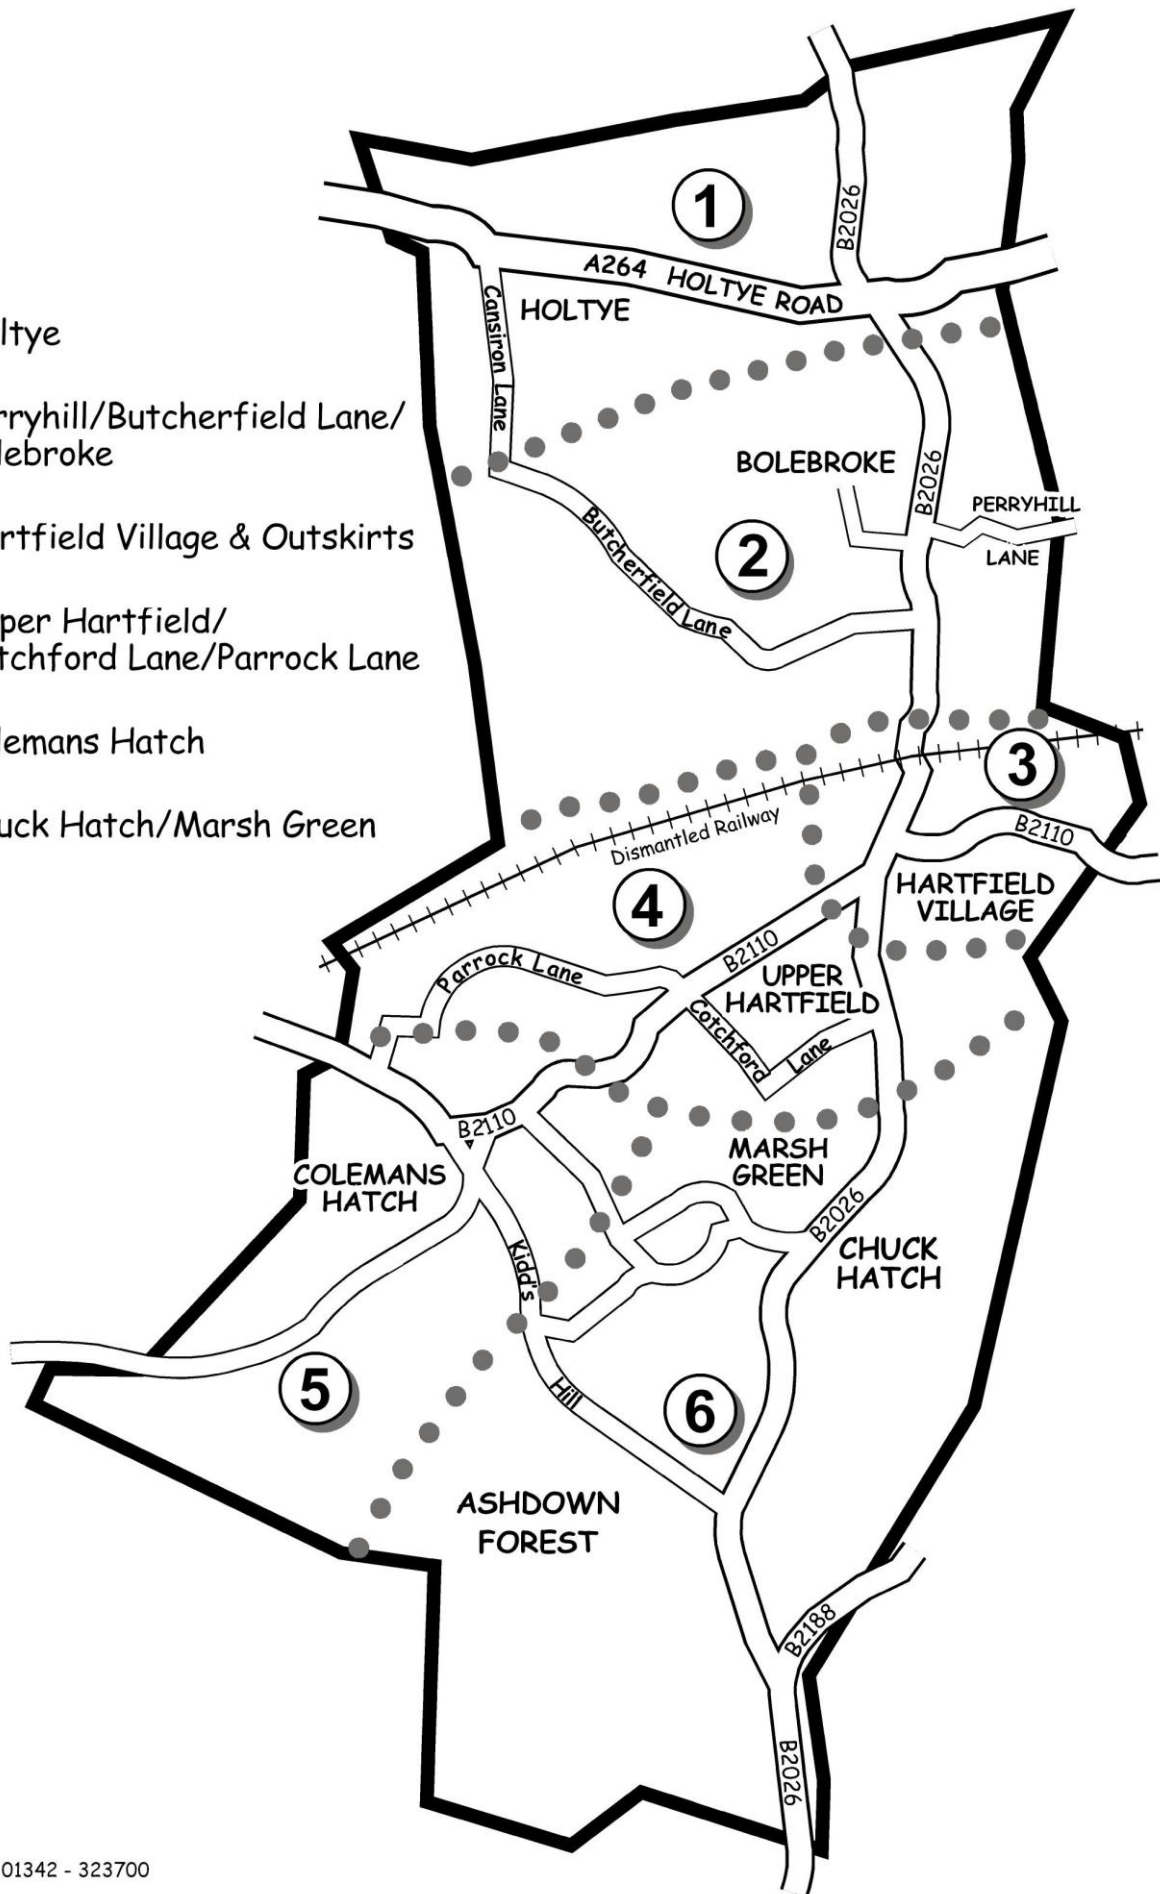 1
B2026
A264 HOLTYE ROAD
HOLTYE
Cansiron Lane
ltye
rryhill/Butcherfield Lane/
lebroke
rtfield Village & Outskirts
per Hartfield/
tchford Lane/Parrock Lane
lemans Hatch
uck Hatch/Marsh Green
BOLEBROKE
B2026
PERRYHILL
LANE
2
Butcherfield Lane
3
Dismantled Railway
B2110
HARTFIELD
VILLAGE
4
B2110
Parrock Lane
UPPER
HARTFIELD
Cotchford Lane
B2110
MARSH
GREEN
COLEMANS
HATCH
B2026
CHUCK
HATCH
Kidd's Hill
5
6
ASHDOWN
FOREST
B2188
B2026
01342 - 323700